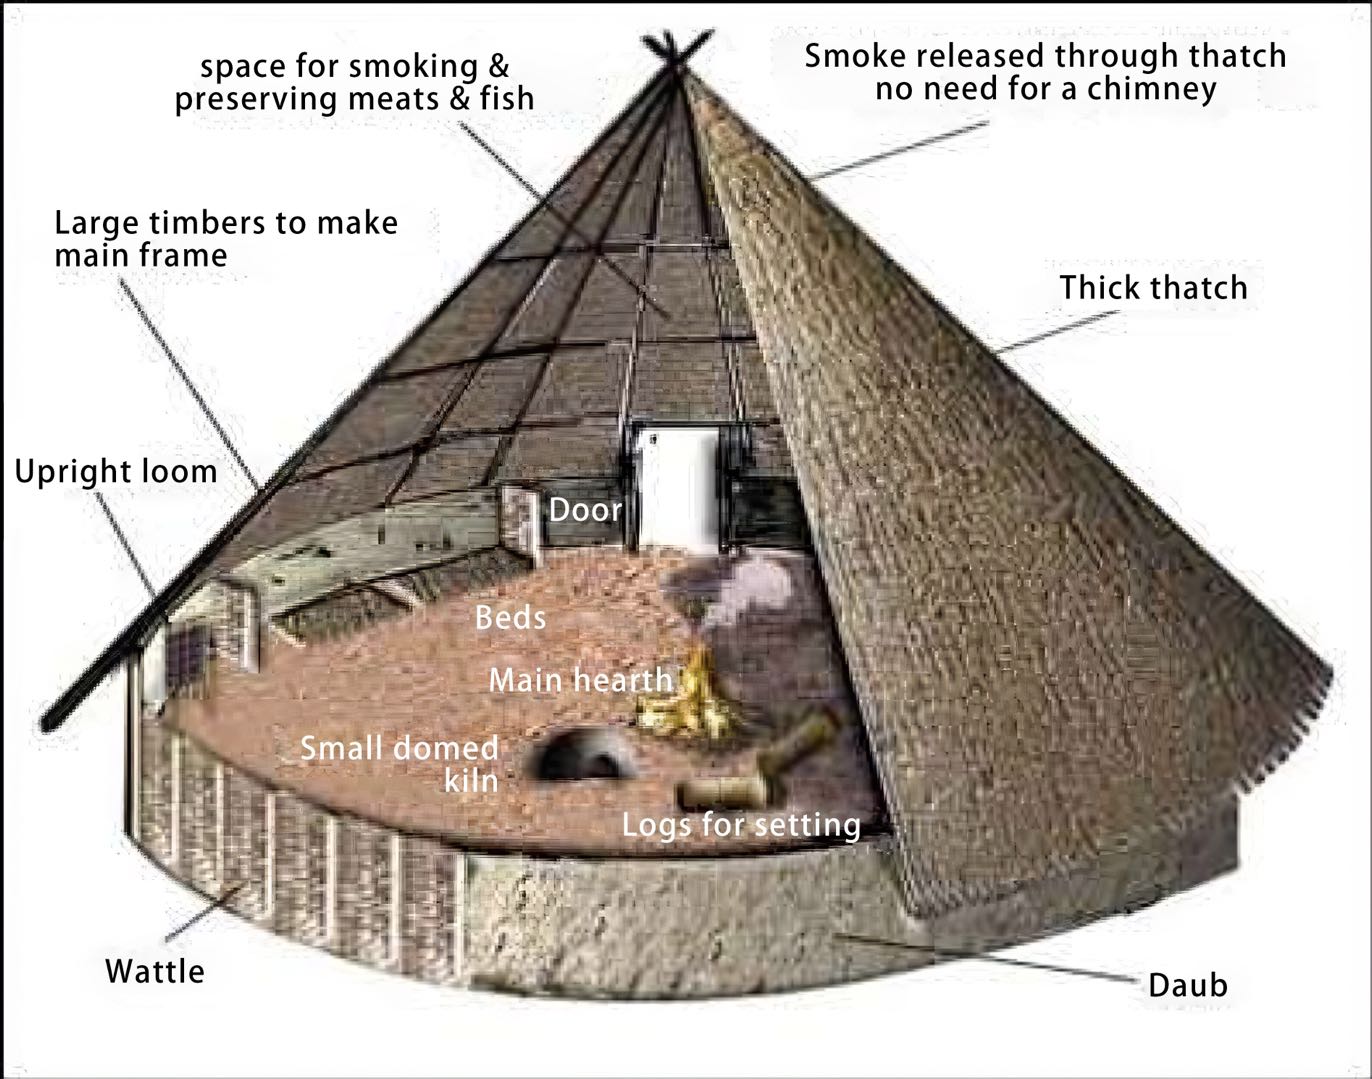 space for smoking &
preserving meats & fish
Smoke released through thatch
no need for a chimney
Large timbers to make
main frame
Thick thatch
Upright loom
Door
Beds
Main hearth
Small domed
kiln
Logs for setting
Wattle
Daub